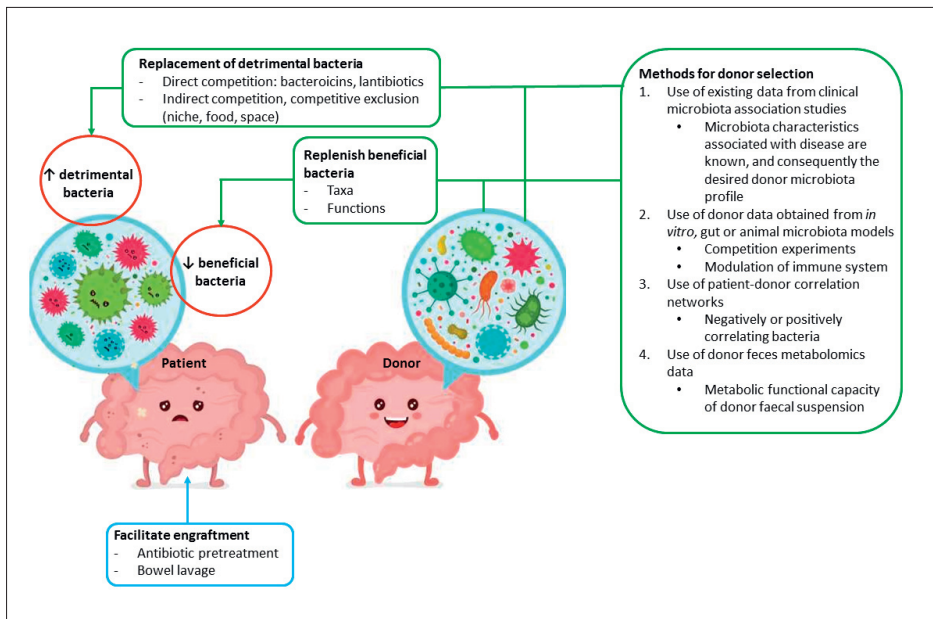 Replacement of detrimental bacteria
- Direct competition: bacteroicins, lantibiotics
- Indirect competition, competitive exclusion
(niche, food, space)
↑ detrimental
bacteria
Replenish beneficial
bacteria
- Taxa
- Functions
↓ beneficial
bacteria
Patient
Donor
Facilitate engraftment
- Antibiotic pretreatment
- Bowel lavage
Methods for donor selection
1. Use of existing data from clinical
microbiota association studies
• Microbiota characteristics
associated with disease are
known, and consequently the
desired donor microbiota
profile
2. Use of donor data obtained from in
vitro, gut or animal microbiota models
• Competition experiments
• Modulation of immune system
3. Use of patient-donor correlation
networks
• Negatively or positively
correlating bacteria
4. Use of donor feces metabolomics
data
• Metabolic functional capacity
of donor faecal suspension